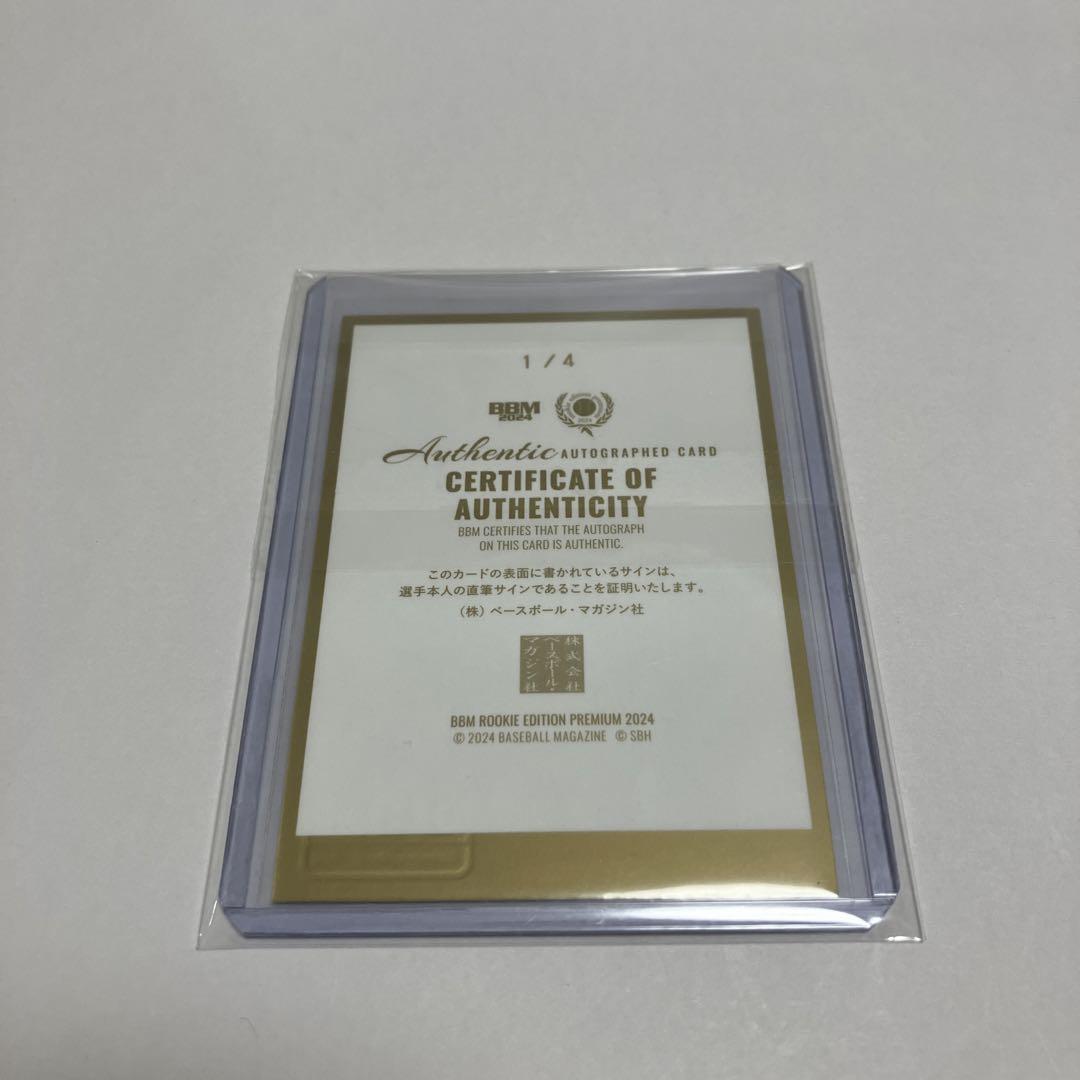 1 / 4
BBM
2024
2024
Authentic AUTOGRAPHED CARD
CERTIFICATE OF
AUTHENTICITY
BBM CERTIFIES THAT THE AUTOGRAPH
ON THIS CARD IS AUTHENTIC.
このカードの表面に書かれているサインは、
選手本人の直筆サインであることを証明いたします。
(株) ベースボール・マガジン社
株式会社
ベースボール・
マガジン社
BBM ROOKIE EDITION PREMIUM 2024
© 2024 BASEBALL MAGAZINE © SBH